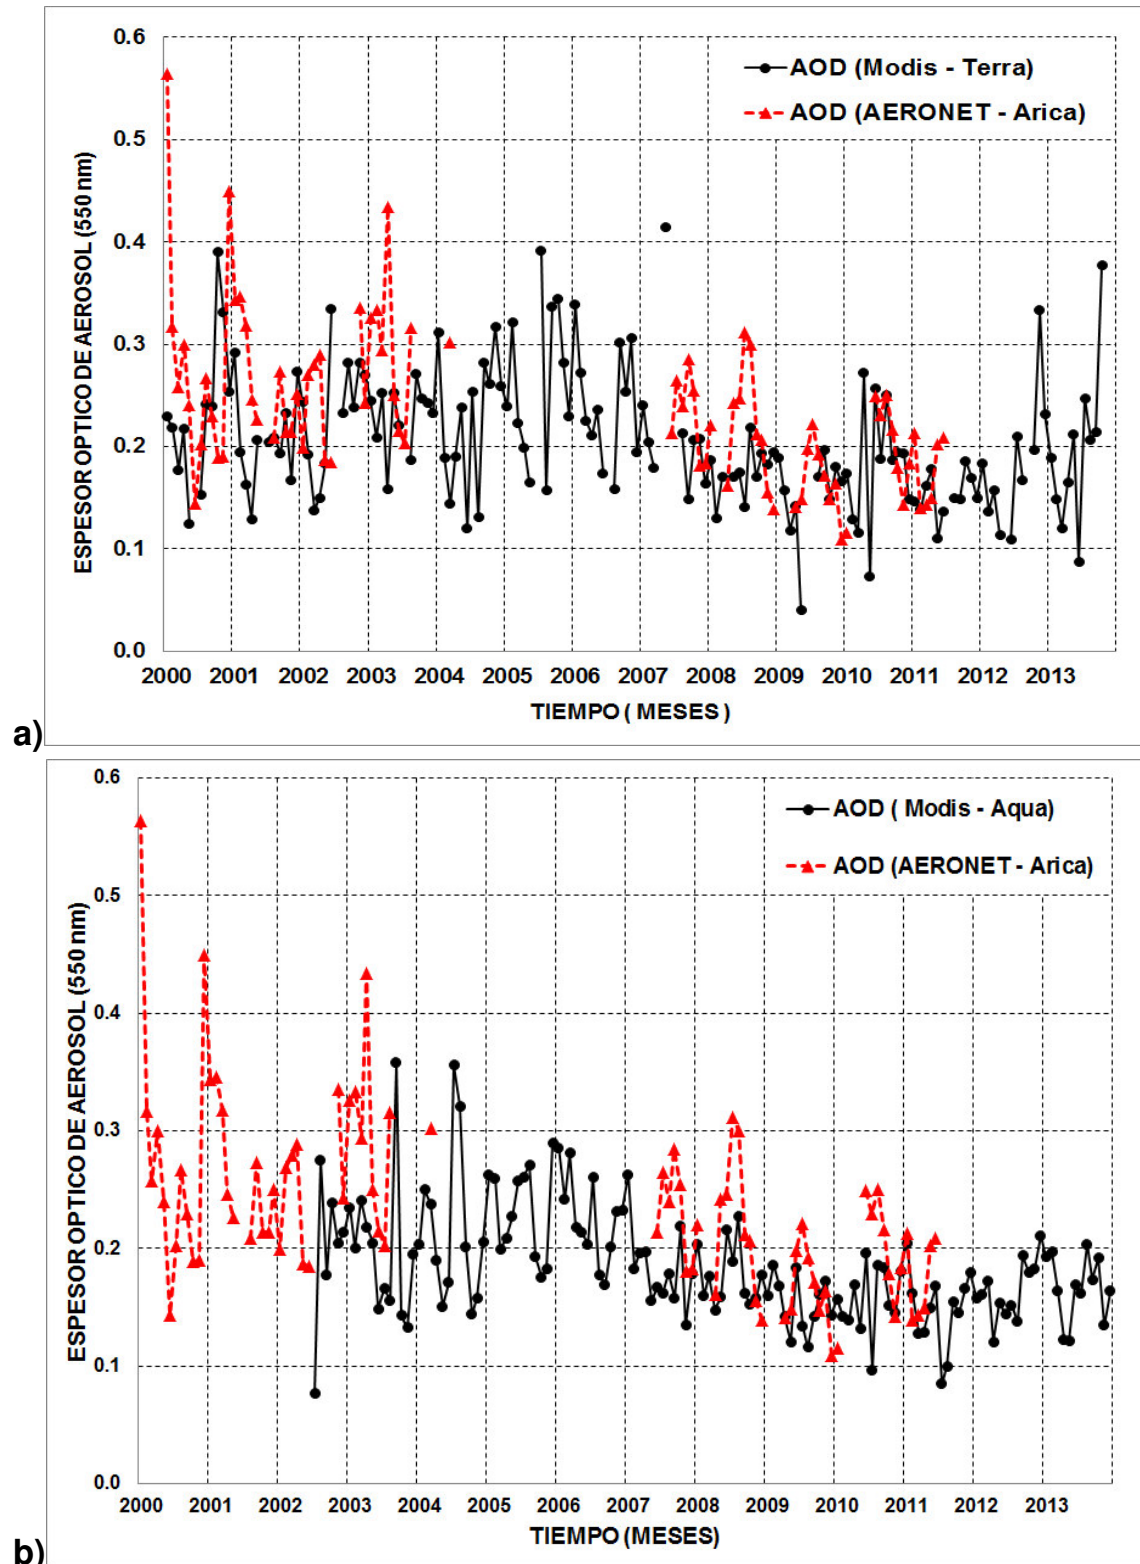 0.6
AOD (Modis - Terra)
AOD (AERONET - Arica)
0.5
0.4
0.3
0.2
0.1
0.0
ESPESOR OPTICO DE AEROSOL (550 nm)
2000 2001 2002 2003 2004 2005 2006 2007 2008 2009 2010 2011 2012 2013
TIEMPO ( MESES )
a)
0.6
AOD ( Modis - Aqua)
AOD (AERONET - Arica)
0.5
0.4
0.3
0.2
0.1
0.0
ESPESOR OPTICO DE AEROSOL (550 nm)
2000 2001 2002 2003 2004 2005 2006 2007 2008 2009 2010 2011 2012 2013
TIEMPO (MESES)
b)